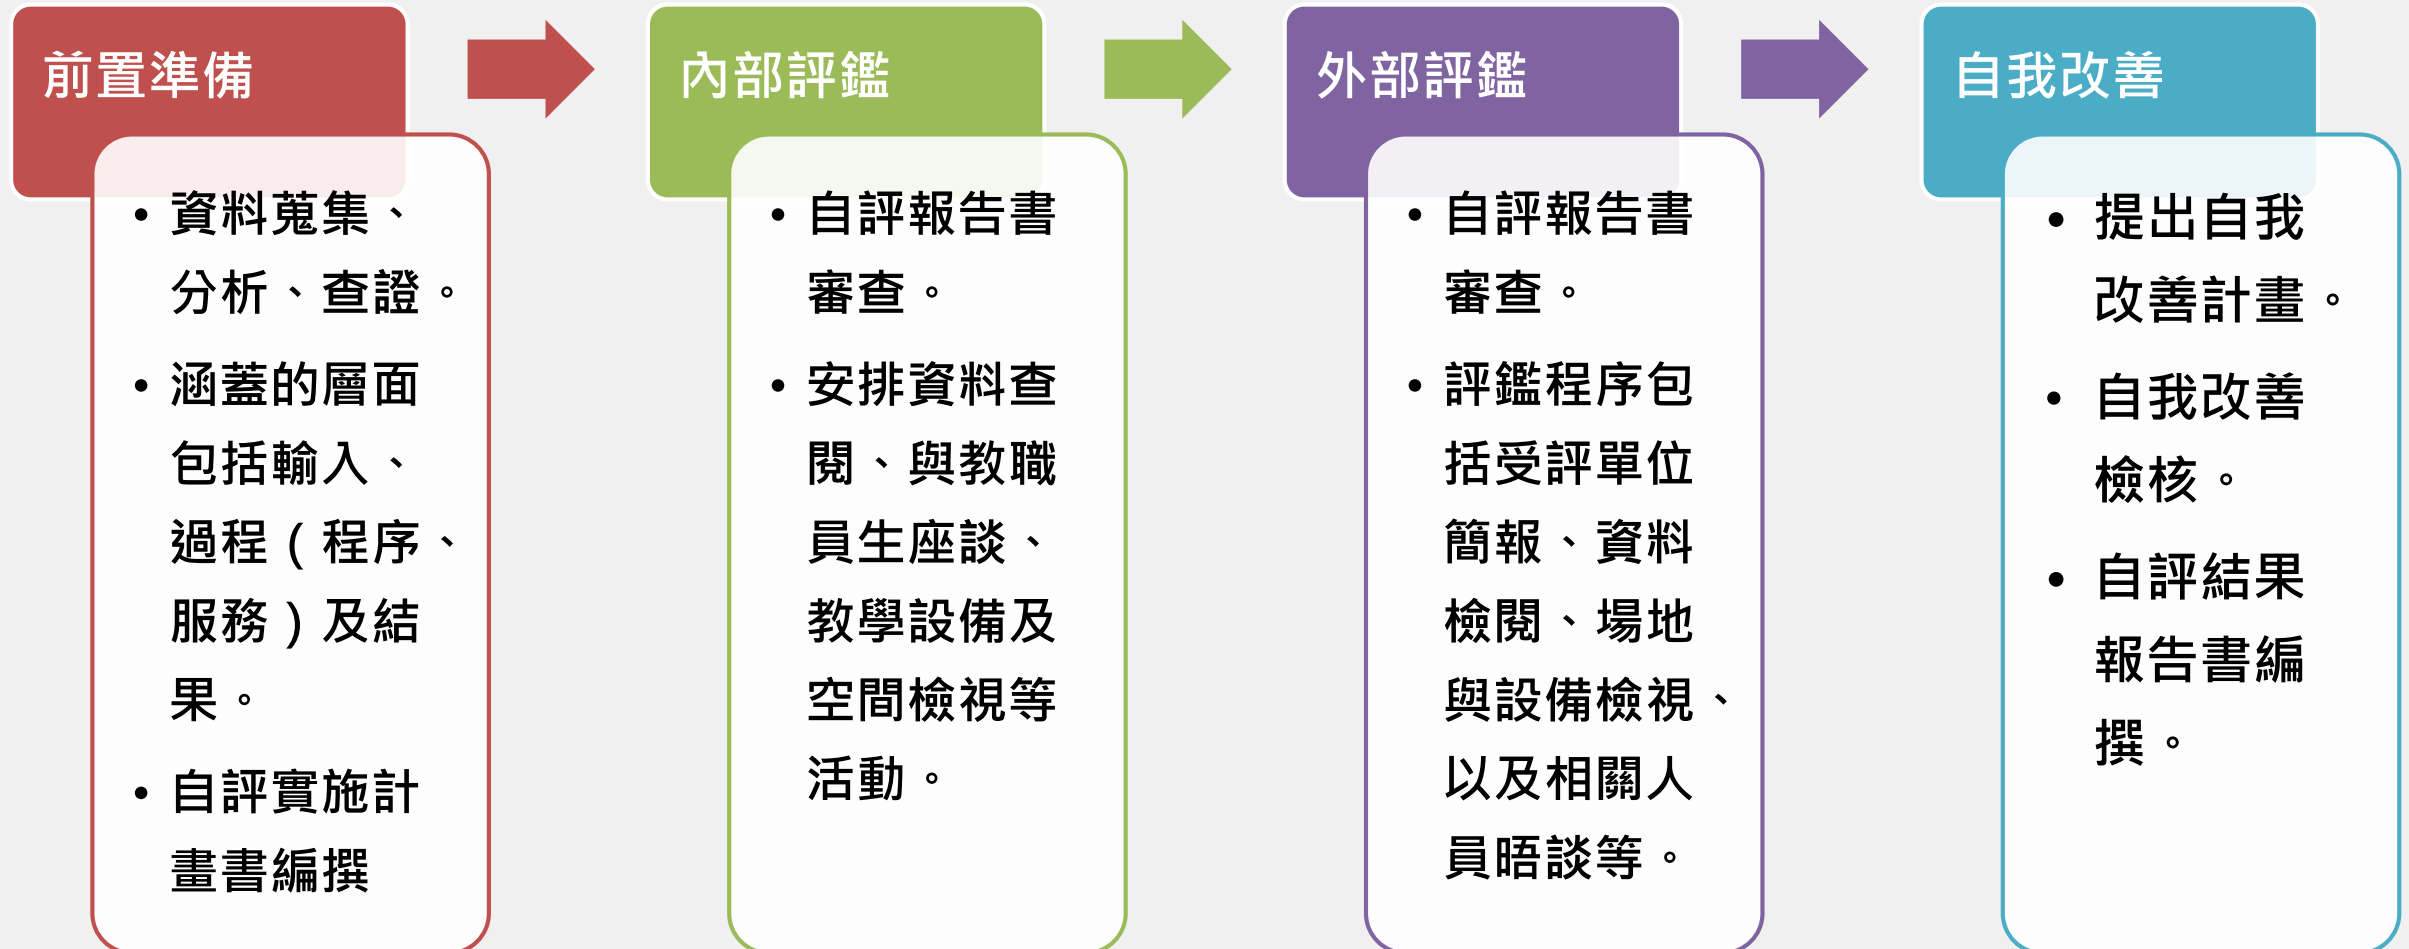 前置準備
• 資料蒐集、
分析、查證。
• 涵蓋的層面
包括輸入、
過程（程序、
服務）及結
果。
• 自評實施計
畫書編撰
內部評鑑
• 自評報告書
審查。
• 安排資料查
閱、與教職
員生座談、
教學設備及
空間檢視等
活動。
外部評鑑
• 自評報告書
審查。
• 評鑑程序包
括受評單位
簡報、資料
檢閱、場地
與設備檢視、
以及相關人
員晤談等。
自我改善
• 提出自我
改善計畫。
• 自我改善
檢核。
• 自評結果
報告書編
撰。